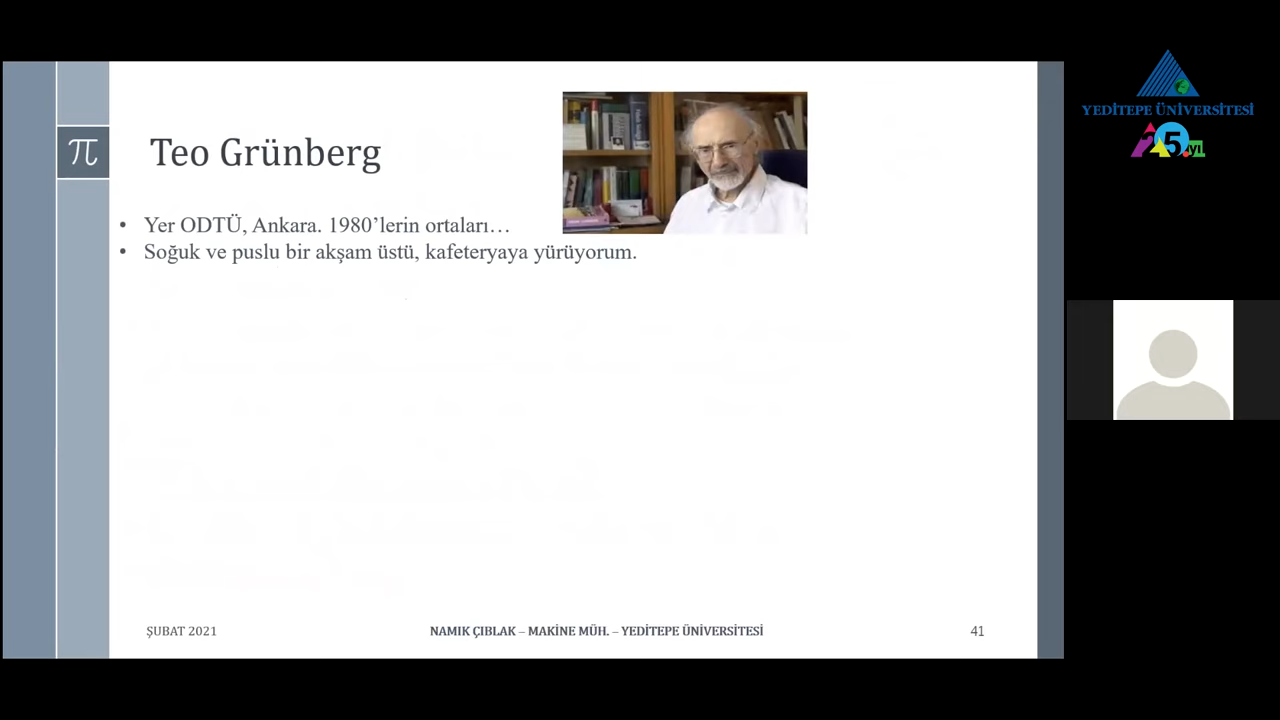 YEDİTEPE ÜNİVERSİTESİ
25.yıl
π
Teo Grünberg
• Yer ODTÜ, Ankara. 1980’lerin ortaları…
• Soğuk ve puslu bir akşam üstü, kafeteryaya yürüyorum.
ŞUBAT 2021
NAMIK ÇIBLAK – MAKİNE MÜH. – YEDİTEPE ÜNİVERSİTESİ
41